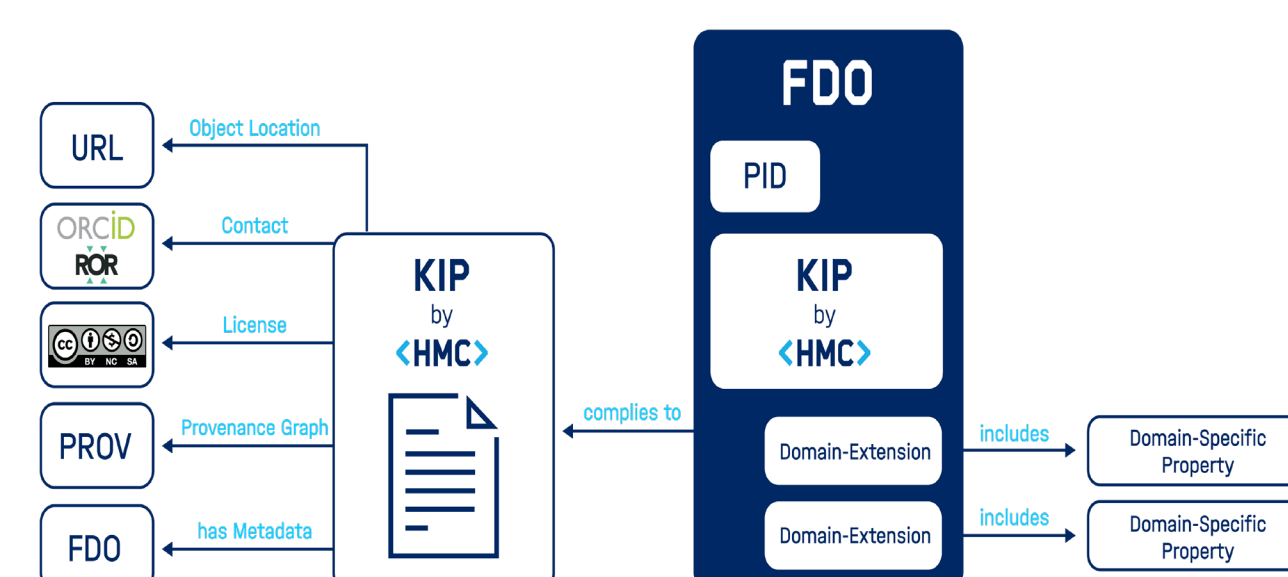 FDO
PID
KIP
by
<HMC>
Domain-Extension
Domain-Extension
includes
Domain-Specific
Property
includes
Domain-Specific
Property
complies to
KIP
by
<HMC>
Object Location
URL
Contact
ORCiD
ROR
License
cc
BY NC SA
Provenance Graph
PROV
has Metadata
FDO